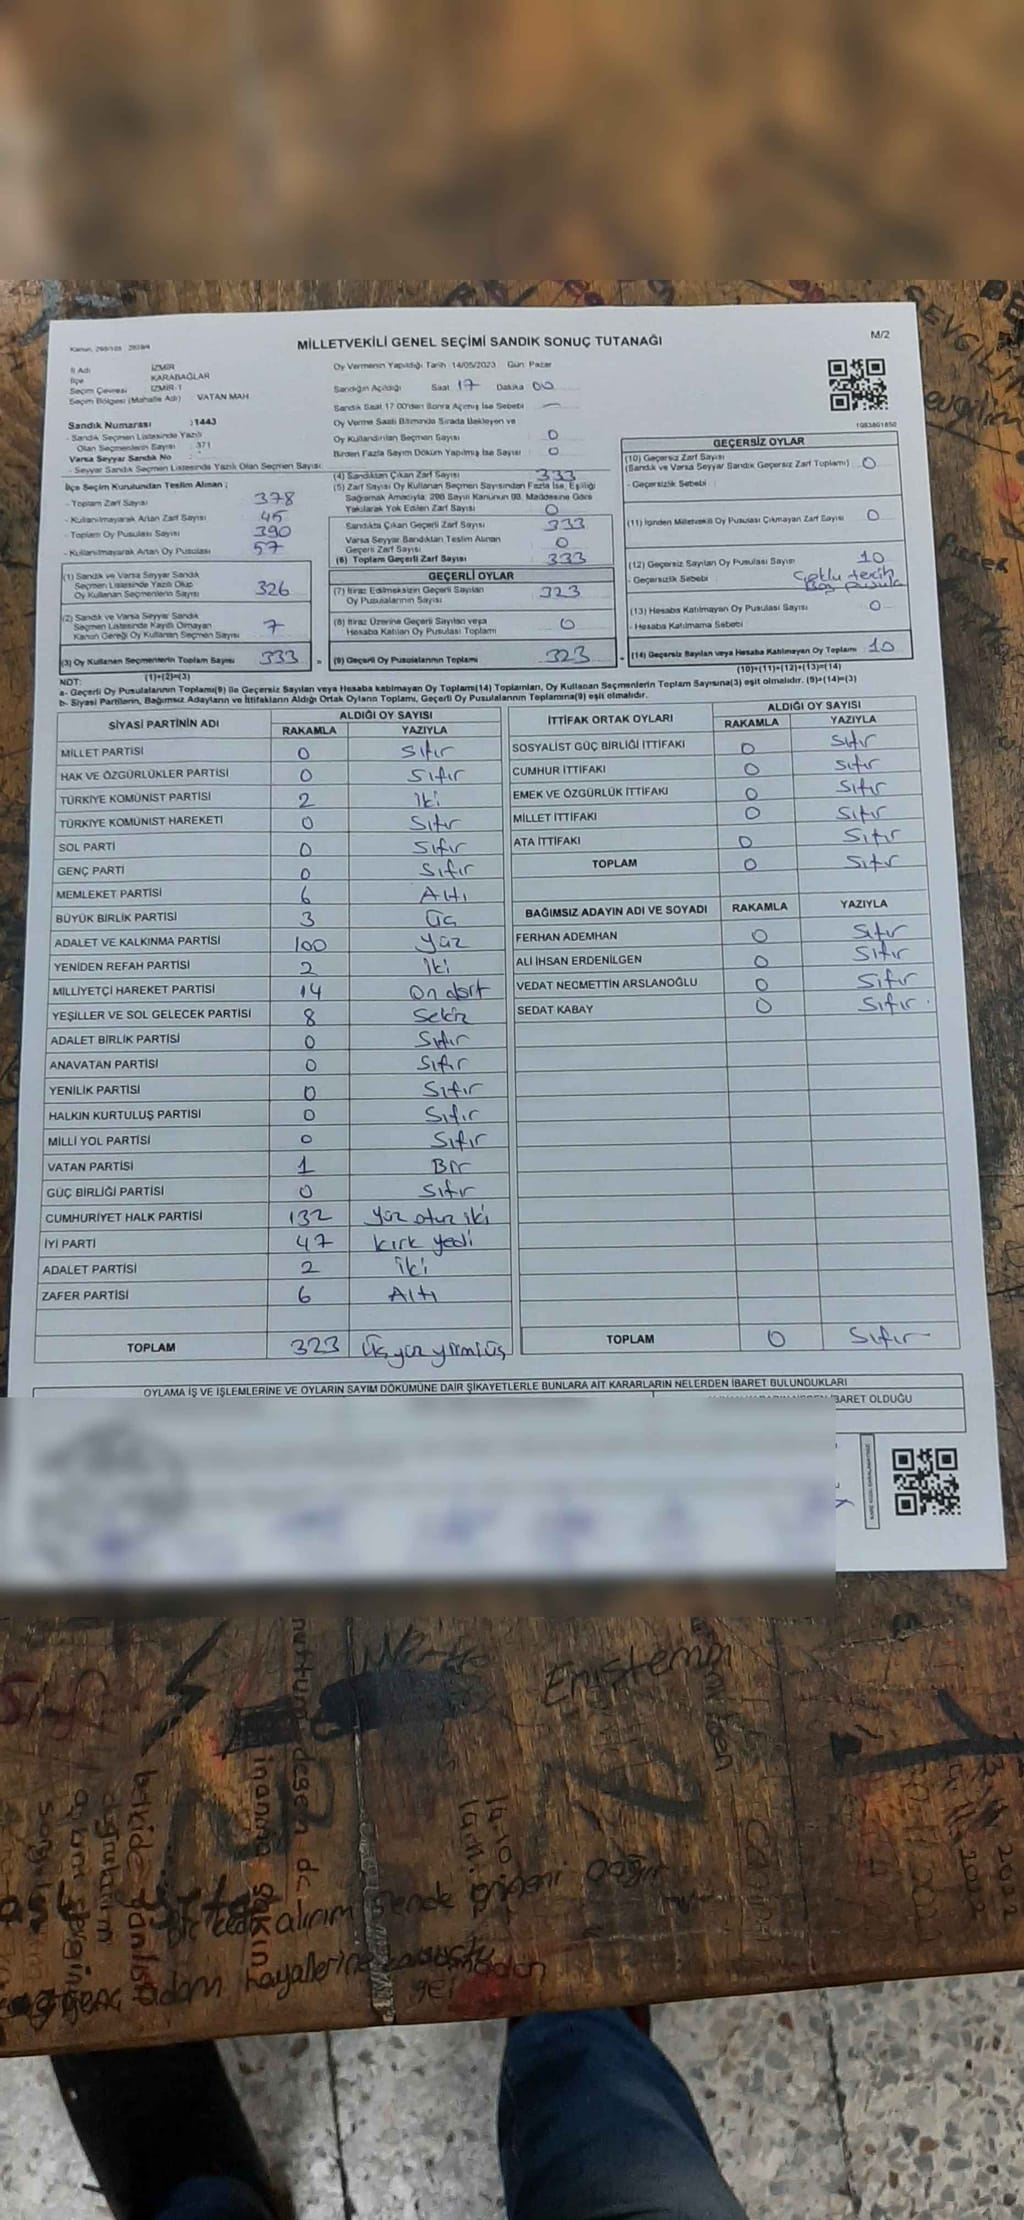 Kanun: 298/105 : 2839/4
MİLLETVEKİLİ GENEL SEÇİMİ SANDIK SONUÇ TUTANAĞI
M/2
İl Adı İZMİR
İlçe KARABAĞLAR
Seçim Çevresi İZMİR-1
Seçim Bölgesi (Mahalle Adı) VATAN MAH
Sandık Numarası : 1443
- Sandık Seçmen Listesinde Yazılı
Olan Seçmenlerin Sayısı : 371
Varsa Seyyar Sandık No
- Seyyar Sandık Seçmen Listesinde Yazılı Olan Seçmen Sayısı :
Oy Vermenin Yapıldığı Tarih :14/05/2023 Gün: Pazar
Sandığın Açıldığı Saat 17 Dakika 00
Sandık Saat 17:00'den Sonra Açılmış İse Sebebi —
Oy Verme Saati Bitiminde Sırada Bekleyen ve
Oy Kullandırılan Seçmen Sayısı 0
Birden Fazla Sayım Döküm Yapılmış İse Sayısı 0
1083801850
İlçe Seçim Kurulundan Teslim Alınan :
- Toplam Zarf Sayısı 378
- Kullanılmayarak Artan Zarf Sayısı 45
- Toplam Oy Pusulası Sayısı 390
- Kullanılmayarak Artan Oy Pusulası 57
(1) Sandık ve Varsa Seyyar Sandık
Seçmen Listesinde Yazılı Olup
Oy Kullanan Seçmenlerin Sayısı 326
(2) Sandık ve Varsa Seyyar Sandık
Seçmen Listesinde Kayıtlı Olmayan
Kanun Gereği Oy Kullanan Seçmen Sayısı 7
(3) Oy Kullanan Seçmenlerin Toplam Sayısı 333
(1)+(2)=(3)
(4) Sandıktan Çıkan Zarf Sayısı 333
(5) Zarf Sayısı Oy Kullanan Seçmen Sayısından Fazla İse, Eşitliği
Sağlamak Amacıyla, 298 Sayılı Kanunun 98. Maddesine Göre
Yakılarak Yok Edilen Zarf Sayısı 0
Sandıkta Çıkan Geçerli Zarf Sayısı 333
Varsa Seyyar Sandıktan Teslim Alınan
Geçerli Zarf Sayısı 0
(6) Toplam Geçerli Zarf Sayısı 333
GEÇERLİ OYLAR
(7) İtiraz Edilmeksizin Geçerli Sayılan
Oy Pusulalarının Sayısı 323
(8) İtiraz Üzerine Geçerli Sayılan veya
Hesaba Katılan Oy Pusulası Toplamı 0
(9) Geçerli Oy Pusulalarının Toplamı 323
GEÇERSİZ OYLAR
(10) Geçersiz Zarf Sayısı
(Sandık ve Varsa Seyyar Sandık Geçersiz Zarf Toplamı) 0
- Geçersizlik Sebebi :
(11) İçinden Milletvekili Oy Pusulası Çıkmayan Zarf Sayısı 0
(12) Geçersiz Sayılan Oy Pusulası Sayısı 10
- Geçersizlik Sebebi : Çoklu tercih
Boş pusula
(13) Hesaba Katılmayan Oy Pusulası Sayısı 0
- Hesaba Katılmama Sebebi
(14) Geçersiz Sayılan veya Hesaba Katılmayan Oy Toplamı 10
(10)+(11)+(12)+(13)=(14)
NOT:
a- Geçerli Oy Pusulalarının Toplamı(9) ile Geçersiz Sayılan veya Hesaba katılmayan Oy Toplamı(14) Toplamları, Oy Kullanan Seçmenlerin Toplam Sayısına(3) eşit olmalıdır. (9)+(14)=(3)
b- Siyasi Partilerin, Bağımsız Adayların ve İttifakların Aldığı Ortak Oyların Toplamı, Geçerli Oy Pusulalarının Toplamına(9) eşit olmalıdır.
SİYASİ PARTİNİN ADI ALDIĞI OY SAYISI
RAKAMLA YAZIYLA
MİLLET PARTİSİ 0 Sıfır
HAK VE ÖZGÜRLÜKLER PARTİSİ 0 Sıfır
TÜRKİYE KOMÜNİST PARTİSİ 2 İki
TÜRKİYE KOMÜNİST HAREKETİ 0 Sıfır
SOL PARTİ 0 Sıfır
GENÇ PARTİ 0 Sıfır
MEMLEKET PARTİSİ 6 Altı
BÜYÜK BİRLİK PARTİSİ 3 Üç
ADALET VE KALKINMA PARTİSİ 100 Yüz
YENİDEN REFAH PARTİSİ 2 İki
MİLLİYETÇİ HAREKET PARTİSİ 14 On dört
YEŞİLLER VE SOL GELECEK PARTİSİ 8 Sekiz
ADALET BİRLİK PARTİSİ 0 Sıfır
ANAVATAN PARTİSİ 0 Sıfır
YENİLİK PARTİSİ 0 Sıfır
HALKIN KURTULUŞ PARTİSİ 0 Sıfır
MİLLİ YOL PARTİSİ 0 Sıfır
VATAN PARTİSİ 1 Bir
GÜÇ BİRLİĞİ PARTİSİ 0 Sıfır
CUMHURİYET HALK PARTİSİ 132 Yüz otuz iki
İYİ PARTİ 47 kırk yedi
ADALET PARTİSİ 2 İki
ZAFER PARTİSİ 6 Altı
TOPLAM 323 Üç yüz yirmi üç
İTTİFAK ORTAK OYLARI ALDIĞI OY SAYISI
RAKAMLA YAZIYLA
SOSYALİST GÜÇ BİRLİĞİ İTTİFAKI 0 Sıfır
CUMHUR İTTİFAKI 0 Sıfır
EMEK VE ÖZGÜRLÜK İTTİFAKI 0 Sıfır
MİLLET İTTİFAKI 0 Sıfır
ATA İTTİFAKI 0 Sıfır
TOPLAM 0 Sıfır
BAĞIMSIZ ADAYIN ADI VE SOYADI RAKAMLA YAZIYLA
FERHAN ADEMHAN 0 Sıfır
ALİ İHSAN ERDENİLGEN 0 Sıfır
VEDAT NECMETTİN ARSLANOĞLU 0 Sıfır
SEDAT KABAY 0 Sıfır
TOPLAM 0 Sıfır
OYLAMA İŞ VE İŞLEMLERİNE VE OYLARIN SAYIM DÖKÜMÜNE DAİR ŞİKAYETLERLE BUNLARA AİT KARARLARIN NELERDEN İBARET BULUNDUKLARI
İBARET OLDUĞU
Enistemin
belkide
alırım sende
adam hayallerine
2022
2022